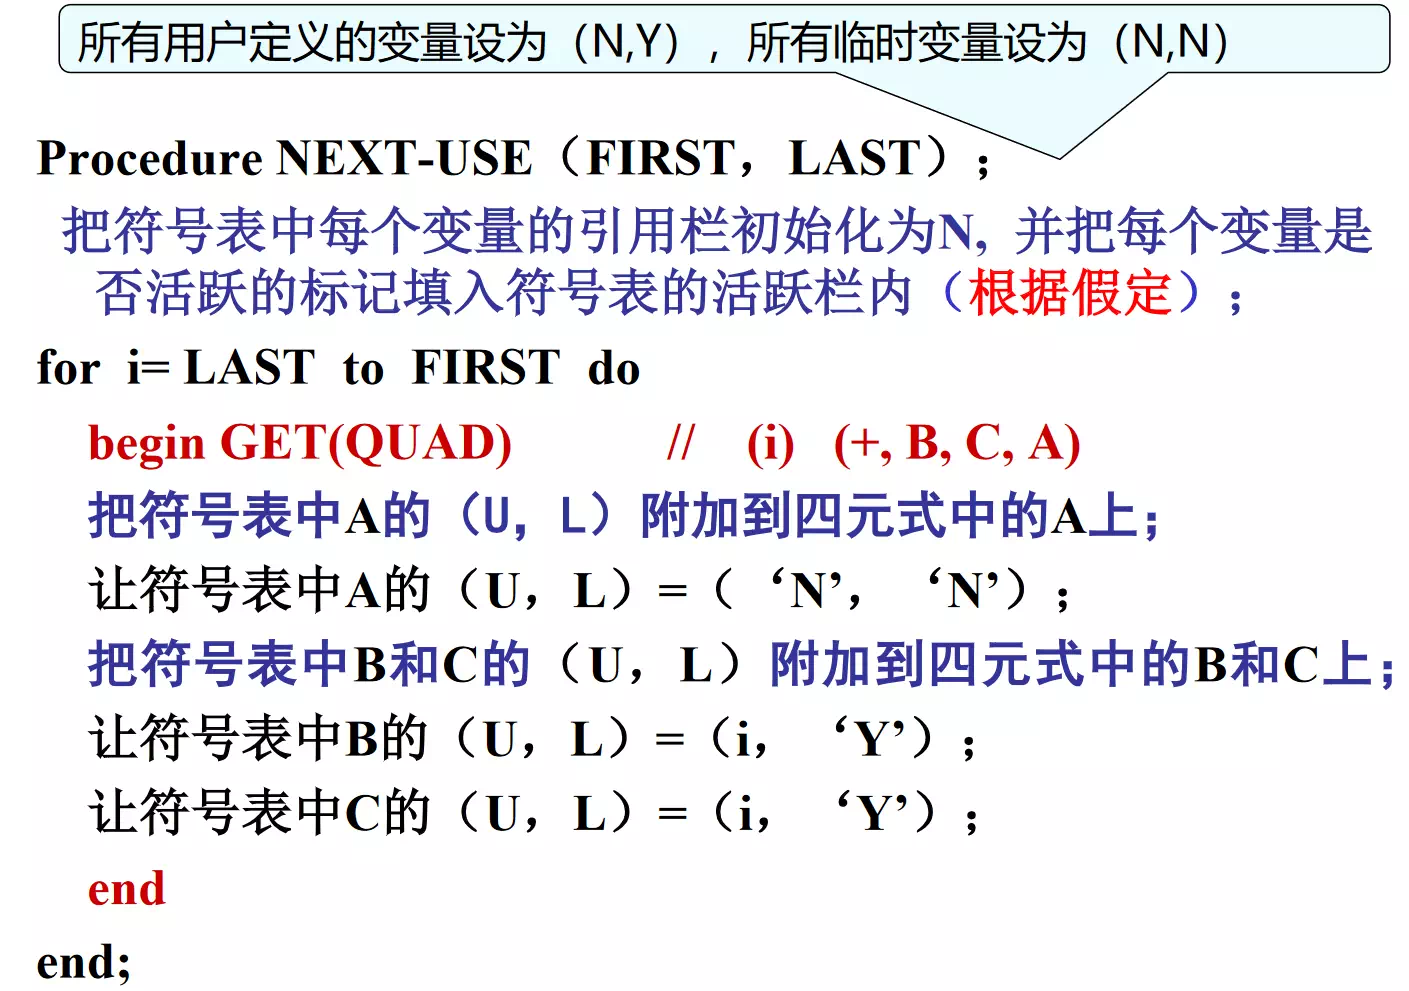 所有用户定义的变量设为（N,Y），所有临时变量设为（N,N）
Procedure NEXT-USE（FIRST，LAST）；
把符号表中每个变量的引用栏初始化为N, 并把每个变量是
否活跃的标记填入符号表的活跃栏内（根据假定）；
for i= LAST to FIRST do
begin GET(QUAD) // (i) (+, B, C, A)
把符号表中A的（U，L）附加到四元式中的A上；
让符号表中A的（U，L）=（‘N’，‘N’）；
把符号表中B和C的（U，L）附加到四元式中的B和C上；
让符号表中B的（U，L）=（i，‘Y’）；
让符号表中C的（U，L）=（i，‘Y’）；
end
end;